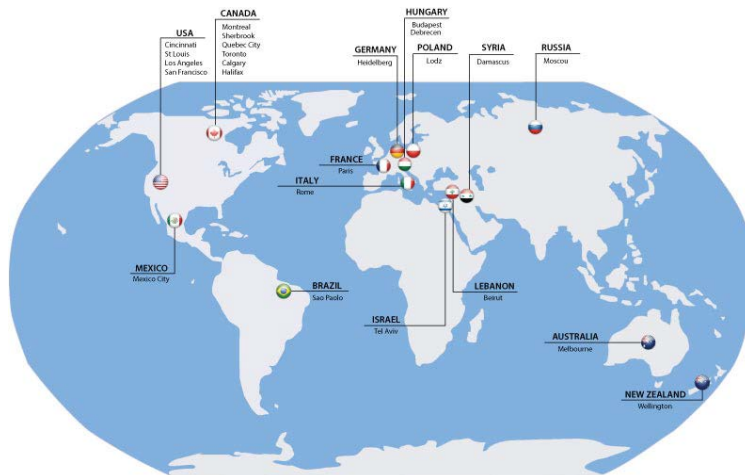 USA
Cincinnati
St Louis
Los Angeles
San Francisco
CANADA
Montreal
Sherbrook
Quebec City
Toronto
Calgary
Halifax
HUNGARY
Budapest
Debrecen
GERMANY
Heidelberg
POLAND
Lodz
SYRIA
Damascus
RUSSIA
Moscou
FRANCE
Paris
ITALY
Rome
MEXICO
Mexico City
BRAZIL
Sao Paolo
LEBANON
Beirut
ISRAEL
Tel Aviv
AUSTRALIA
Melbourne
NEW ZEALAND
Wellington